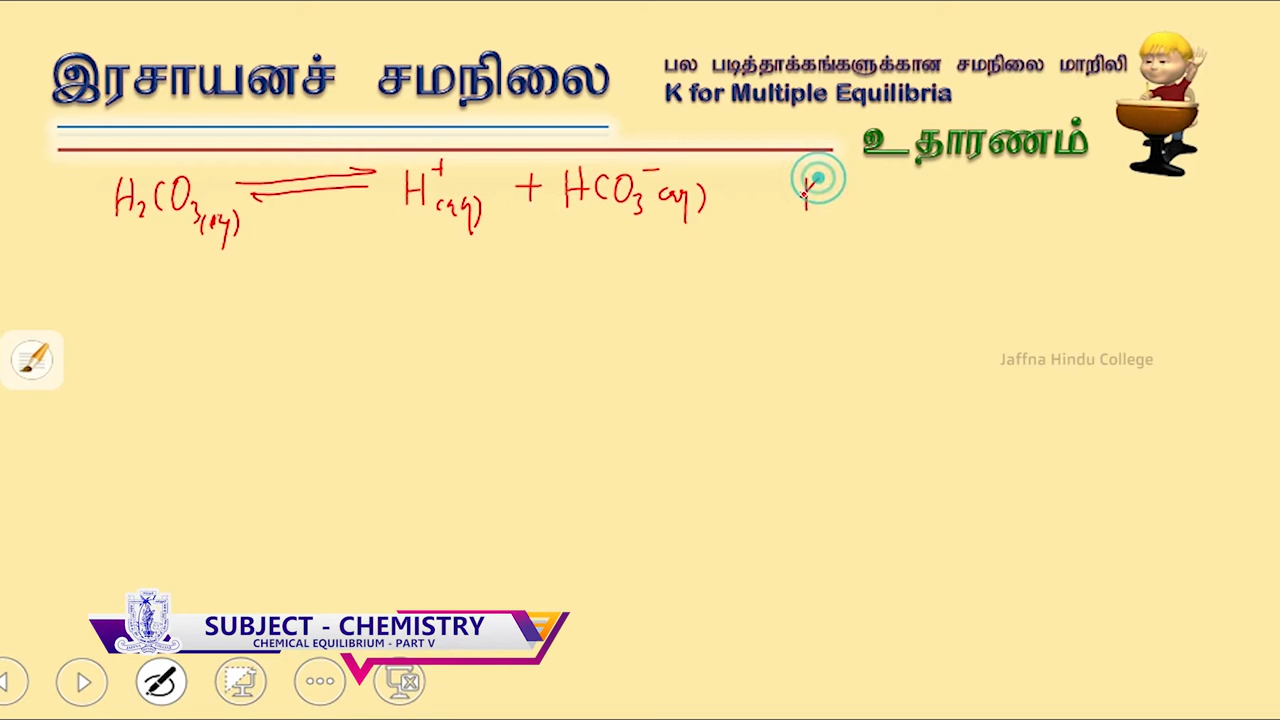 இரசாயனச் சமநிலை
பல படித்தாக்கங்களுக்கான சமநிலை மாறிலி
K for Multiple Equilibria
உதாரணம்
H₂CO₃(aq) ⇌ H⁺(aq) + HCO₃⁻(aq) K
Jaffna Hindu College
SUBJECT - CHEMISTRY
CHEMICAL EQUILIBRIUM - PART V